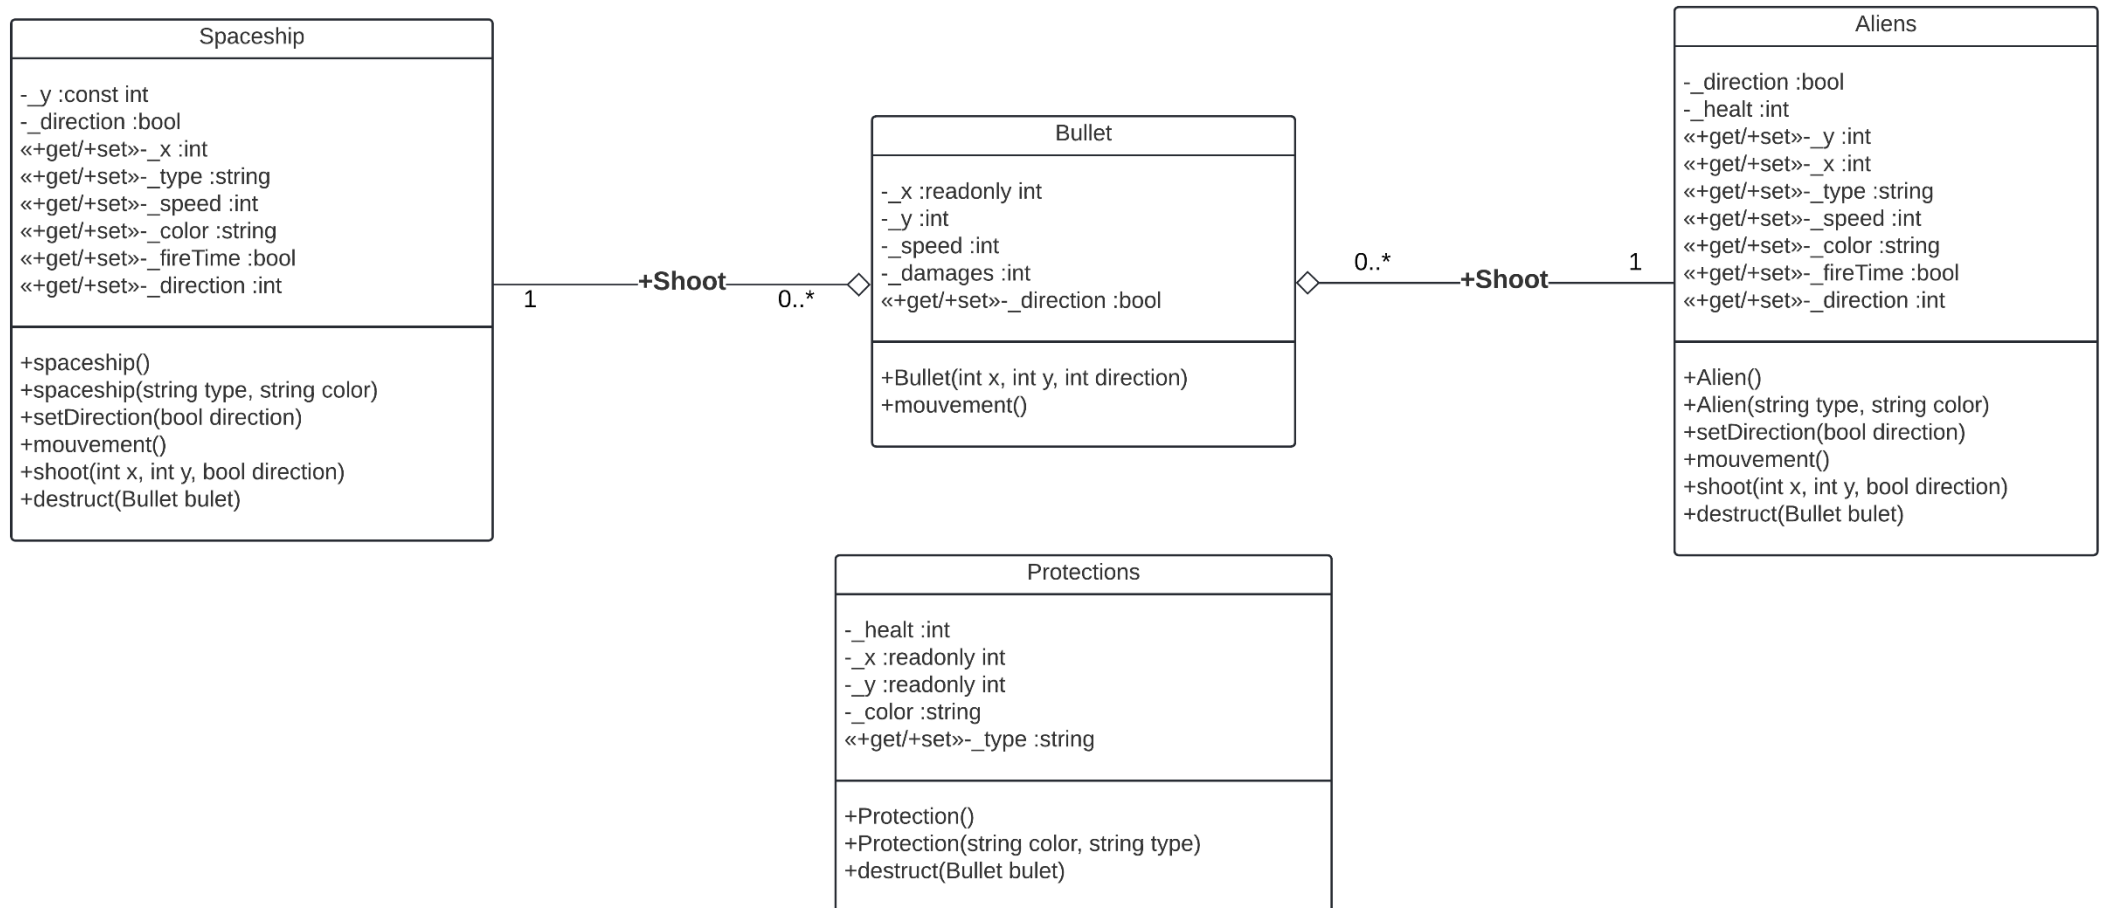 Spaceship
-_y :const int
-_direction :bool
«+get/+set»-_x :int
«+get/+set»-_type :string
«+get/+set»-_speed :int
«+get/+set»-_color :string
«+get/+set»-_fireTime :bool
«+get/+set»-_direction :int
+spaceship()
+spaceship(string type, string color)
+setDirection(bool direction)
+mouvement()
+shoot(int x, int y, bool direction)
+destruct(Bullet bulet)
1
+Shoot
0..*
Bullet
-_x :readonly int
-_y :int
-_speed :int
-_damages :int
«+get/+set»-_direction :bool
+Bullet(int x, int y, int direction)
+mouvement()
0..*
+Shoot
1
Aliens
-_direction :bool
-_healt :int
«+get/+set»-_y :int
«+get/+set»-_x :int
«+get/+set»-_type :string
«+get/+set»-_speed :int
«+get/+set»-_color :string
«+get/+set»-_fireTime :bool
«+get/+set»-_direction :int
+Alien()
+Alien(string type, string color)
+setDirection(bool direction)
+mouvement()
+shoot(int x, int y, bool direction)
+destruct(Bullet bulet)
Protections
-_healt :int
-_x :readonly int
-_y :readonly int
-_color :string
«+get/+set»-_type :string
+Protection()
+Protection(string color, string type)
+destruct(Bullet bulet)